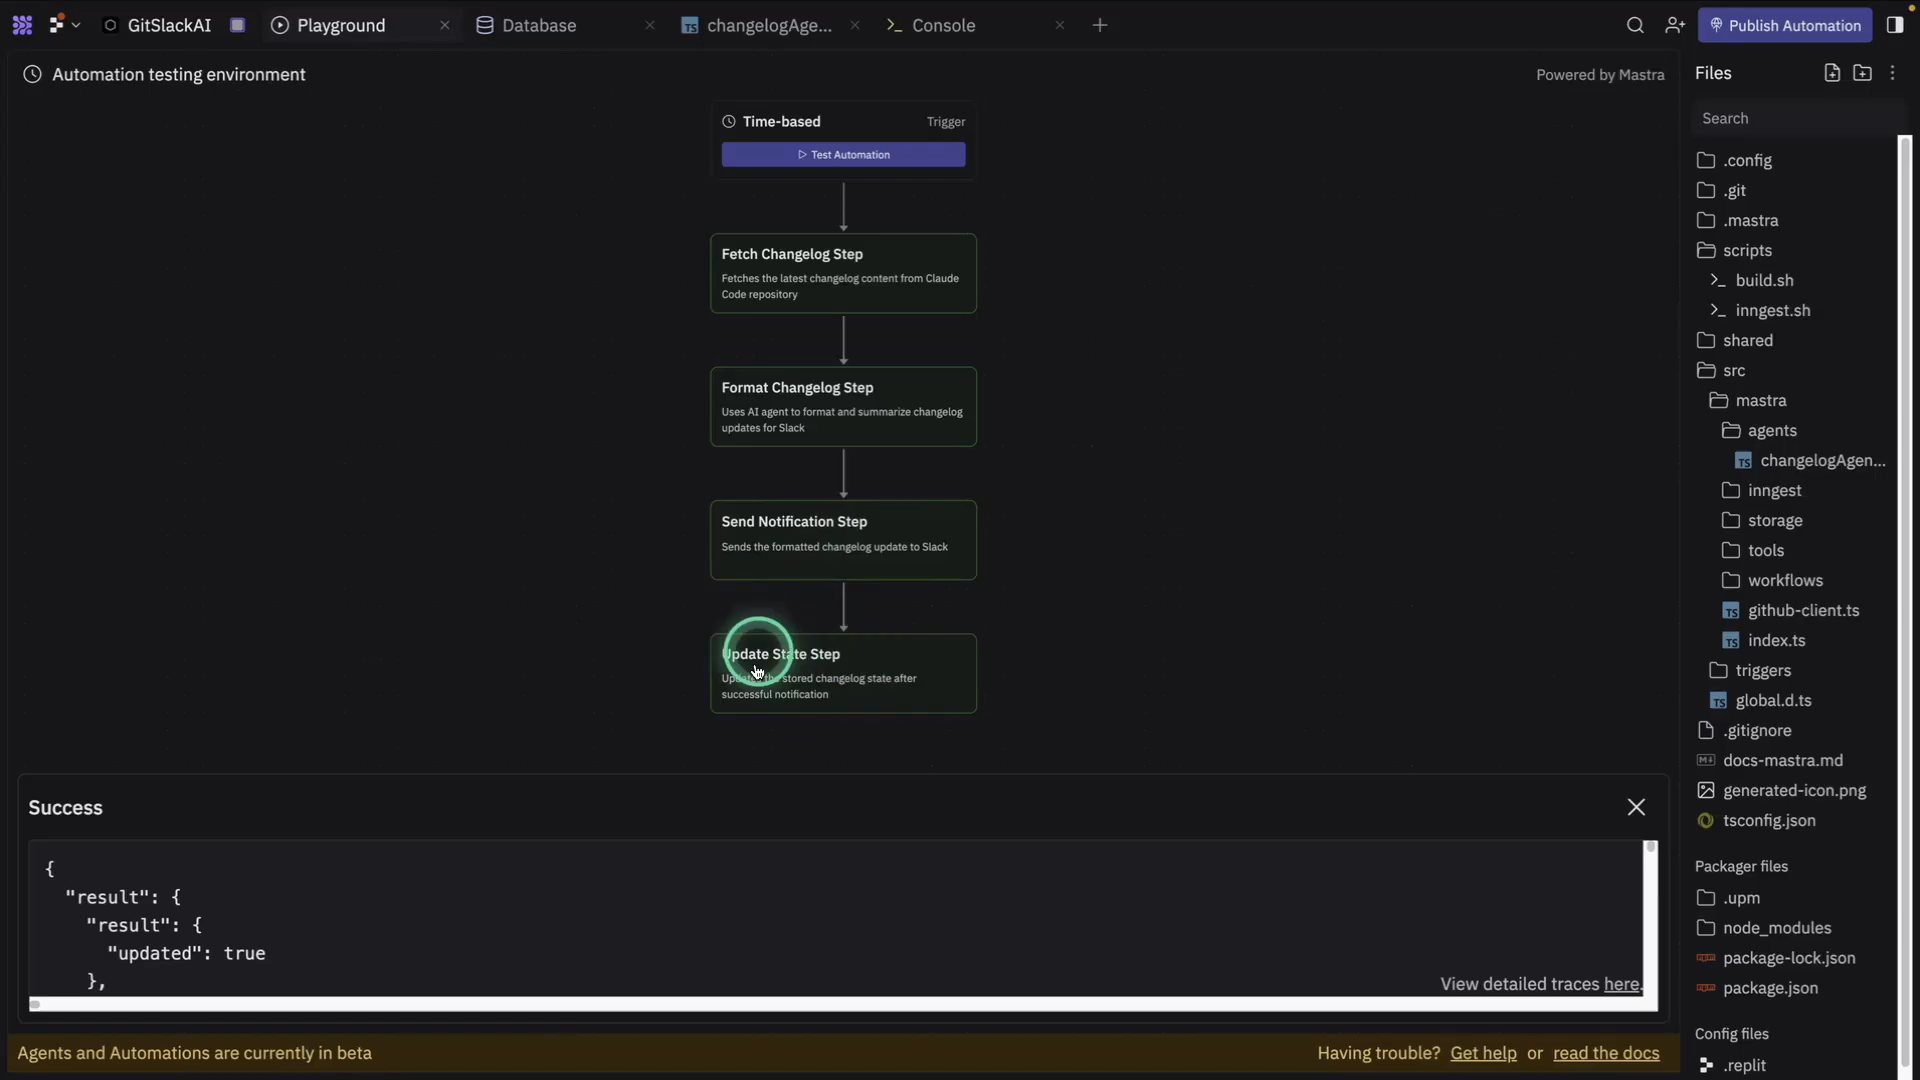 GitSlackAI
Playground
Database
changelogAge...
Console
Publish Automation
Automation testing environment
Powered by Mastra
Time-based
Trigger
Test Automation
Fetch Changelog Step
Fetches the latest changelog content from Claude
Code repository
Format Changelog Step
Uses AI agent to format and summarize changelog
updates for Slack
Send Notification Step
Sends the formatted changelog update to Slack
Update State Step
Updates the stored changelog state after
successful notification
Success
{
"result": {
"result": {
"updated": true
},
View detailed traces here.
Agents and Automations are currently in beta
Having trouble? Get help or read the docs
Files
Search
.config
.git
.mastra
scripts
build.sh
inngest.sh
shared
src
mastra
agents
TS changelogAgen...
inngest
storage
tools
workflows
TS github-client.ts
TS index.ts
triggers
TS global.d.ts
.gitignore
docs-mastra.md
generated-icon.png
tsconfig.json
Packager files
.upm
node_modules
package-lock.json
package.json
Config files
.replit